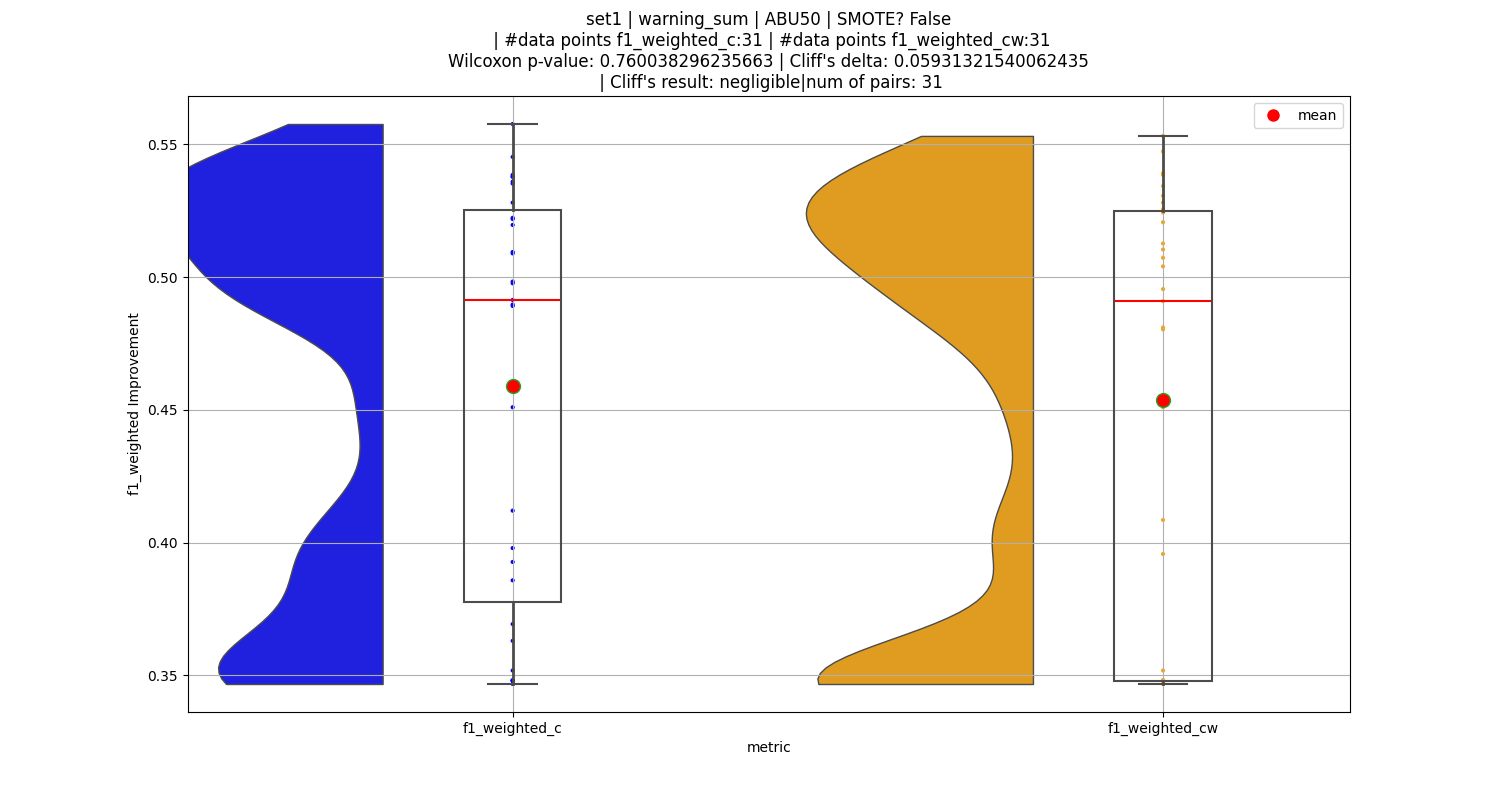 set1 | warning_sum | ABU50 | SMOTE? False
| #data points f1_weighted_c:31 | #data points f1_weighted_cw:31
Wilcoxon p-value: 0.760038296235663 | Cliff's delta: 0.05931321540062435
| Cliff's result: negligible|num of pairs: 31
mean
f1_weighted Improvement
0.55
0.50
0.45
0.40
0.35
f1_weighted_c
f1_weighted_cw
metric